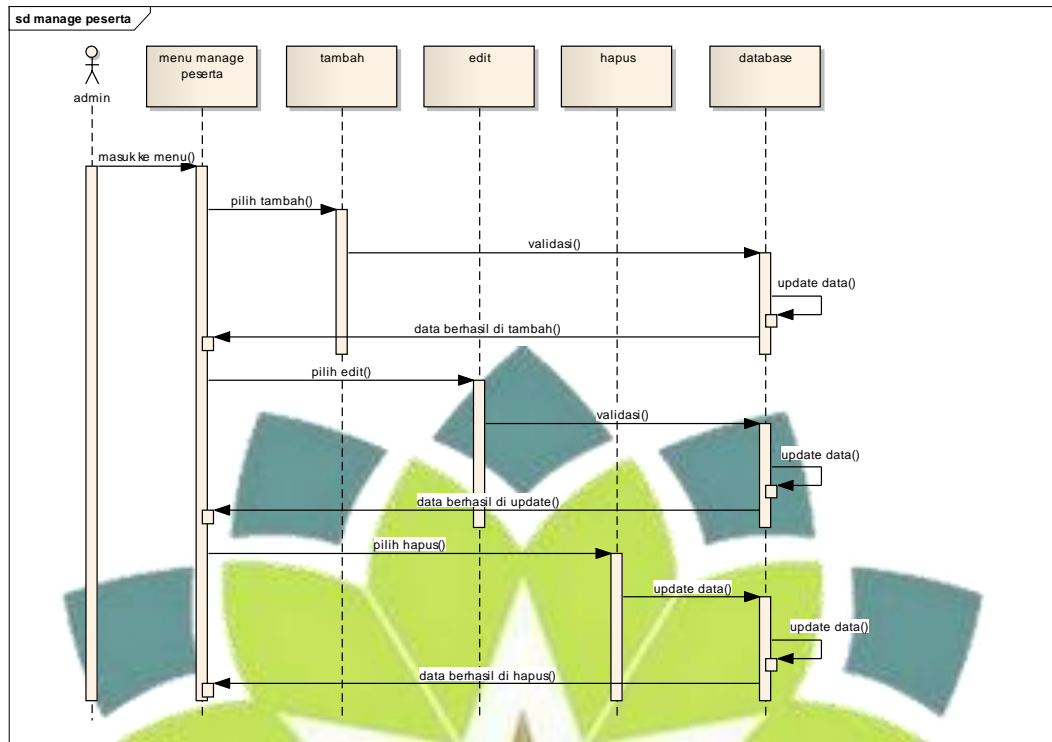 sd manage peserta
admin
menu manage
peserta
tambah
edit
hapus
database
masuk ke menu()
pilih tambah()
validasi()
update data()
data berhasil di tambah()
pilih edit()
validasi()
update data()
data berhasil di update()
pilih hapus()
update data()
update data()
data berhasil di hapus()